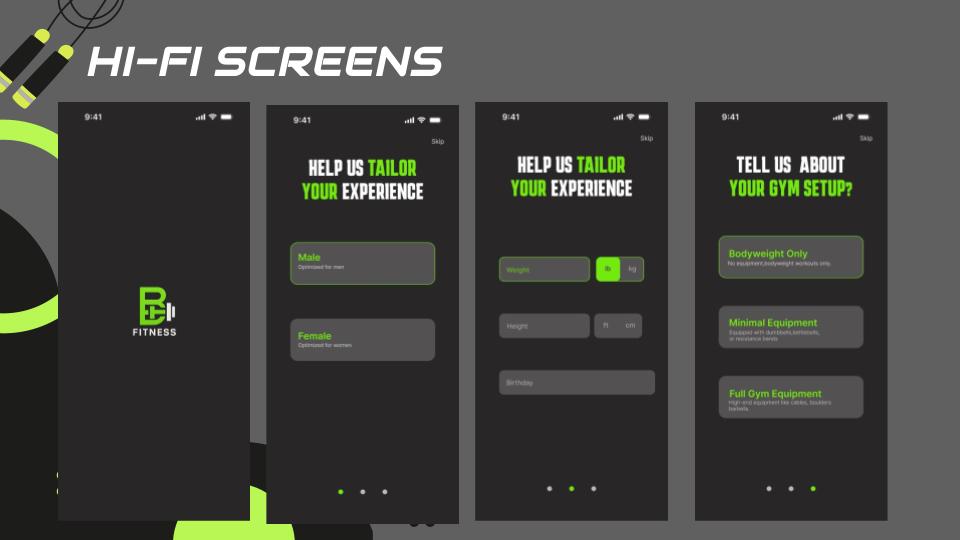 HI-FI SCREENS
9:41
BE
FITNESS
9:41
Skip
HELP US TAILOR
YOUR EXPERIENCE
Male
Optimized for men
Female
Optimized for women
9:41
Skip
HELP US TAILOR
YOUR EXPERIENCE
Weight
lb
kg
Height
ft
cm
Birthday
9:41
Skip
TELL US ABOUT
YOUR GYM SETUP?
Bodyweight Only
No equipment,bodyweight workouts only.
Minimal Equipment
Equipped with dumbbells,
or resistance bands
Full Gym Equipment
High-end equipment like cables,
barbells.